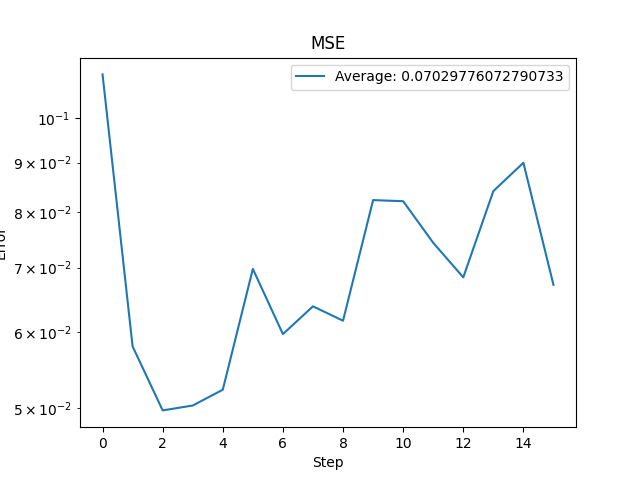 MSE
Average: 0.07029776072790733
10⁻¹
9 × 10⁻²
8 × 10⁻²
7 × 10⁻²
6 × 10⁻²
5 × 10⁻²
Error
0 2 4 6 8 10 12 14
Step